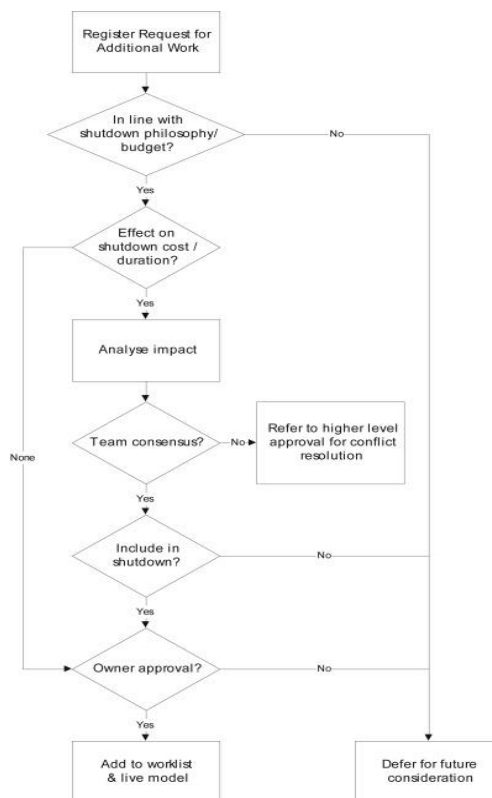 Register Request for
Additional Work
In line with
shutdown philosophy/
budget?
No
Yes
Effect on
shutdown cost /
duration?
Yes
Analyse impact
Team consensus?
No
Refer to higher level
approval for conflict
resolution
None
Yes
Include in
shutdown?
No
Yes
Owner approval?
No
Yes
Add to worklist
& live model
Defer for future
consideration